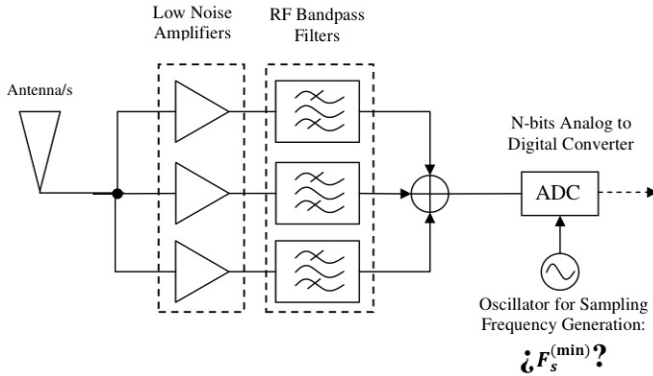 Low Noise
Amplifiers
RF Bandpass
Filters
Antenna/s
N-bits Analog to
Digital Converter
ADC
Oscillator for Sampling
Frequency Generation:
¿F_s^(min)?